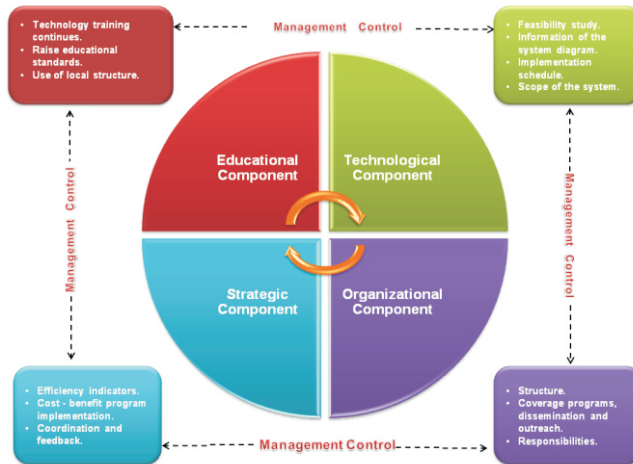 Management Control
• Technology training
continues.
• Raise educational
standards.
• Use of local structure.
• Feasibility study.
• Information of the
system diagram.
• Implementation
schedule.
• Scope of the system.
Educational
Component
Technological
Component
Management Control
Management Control
Strategic
Component
Organizational
Component
• Efficiency indicators.
• Cost - benefit program
implementation.
• Coordination and
feedback.
• Structure.
• Coverage programs,
dissemination and
outreach.
• Responsibilities.
Management Control